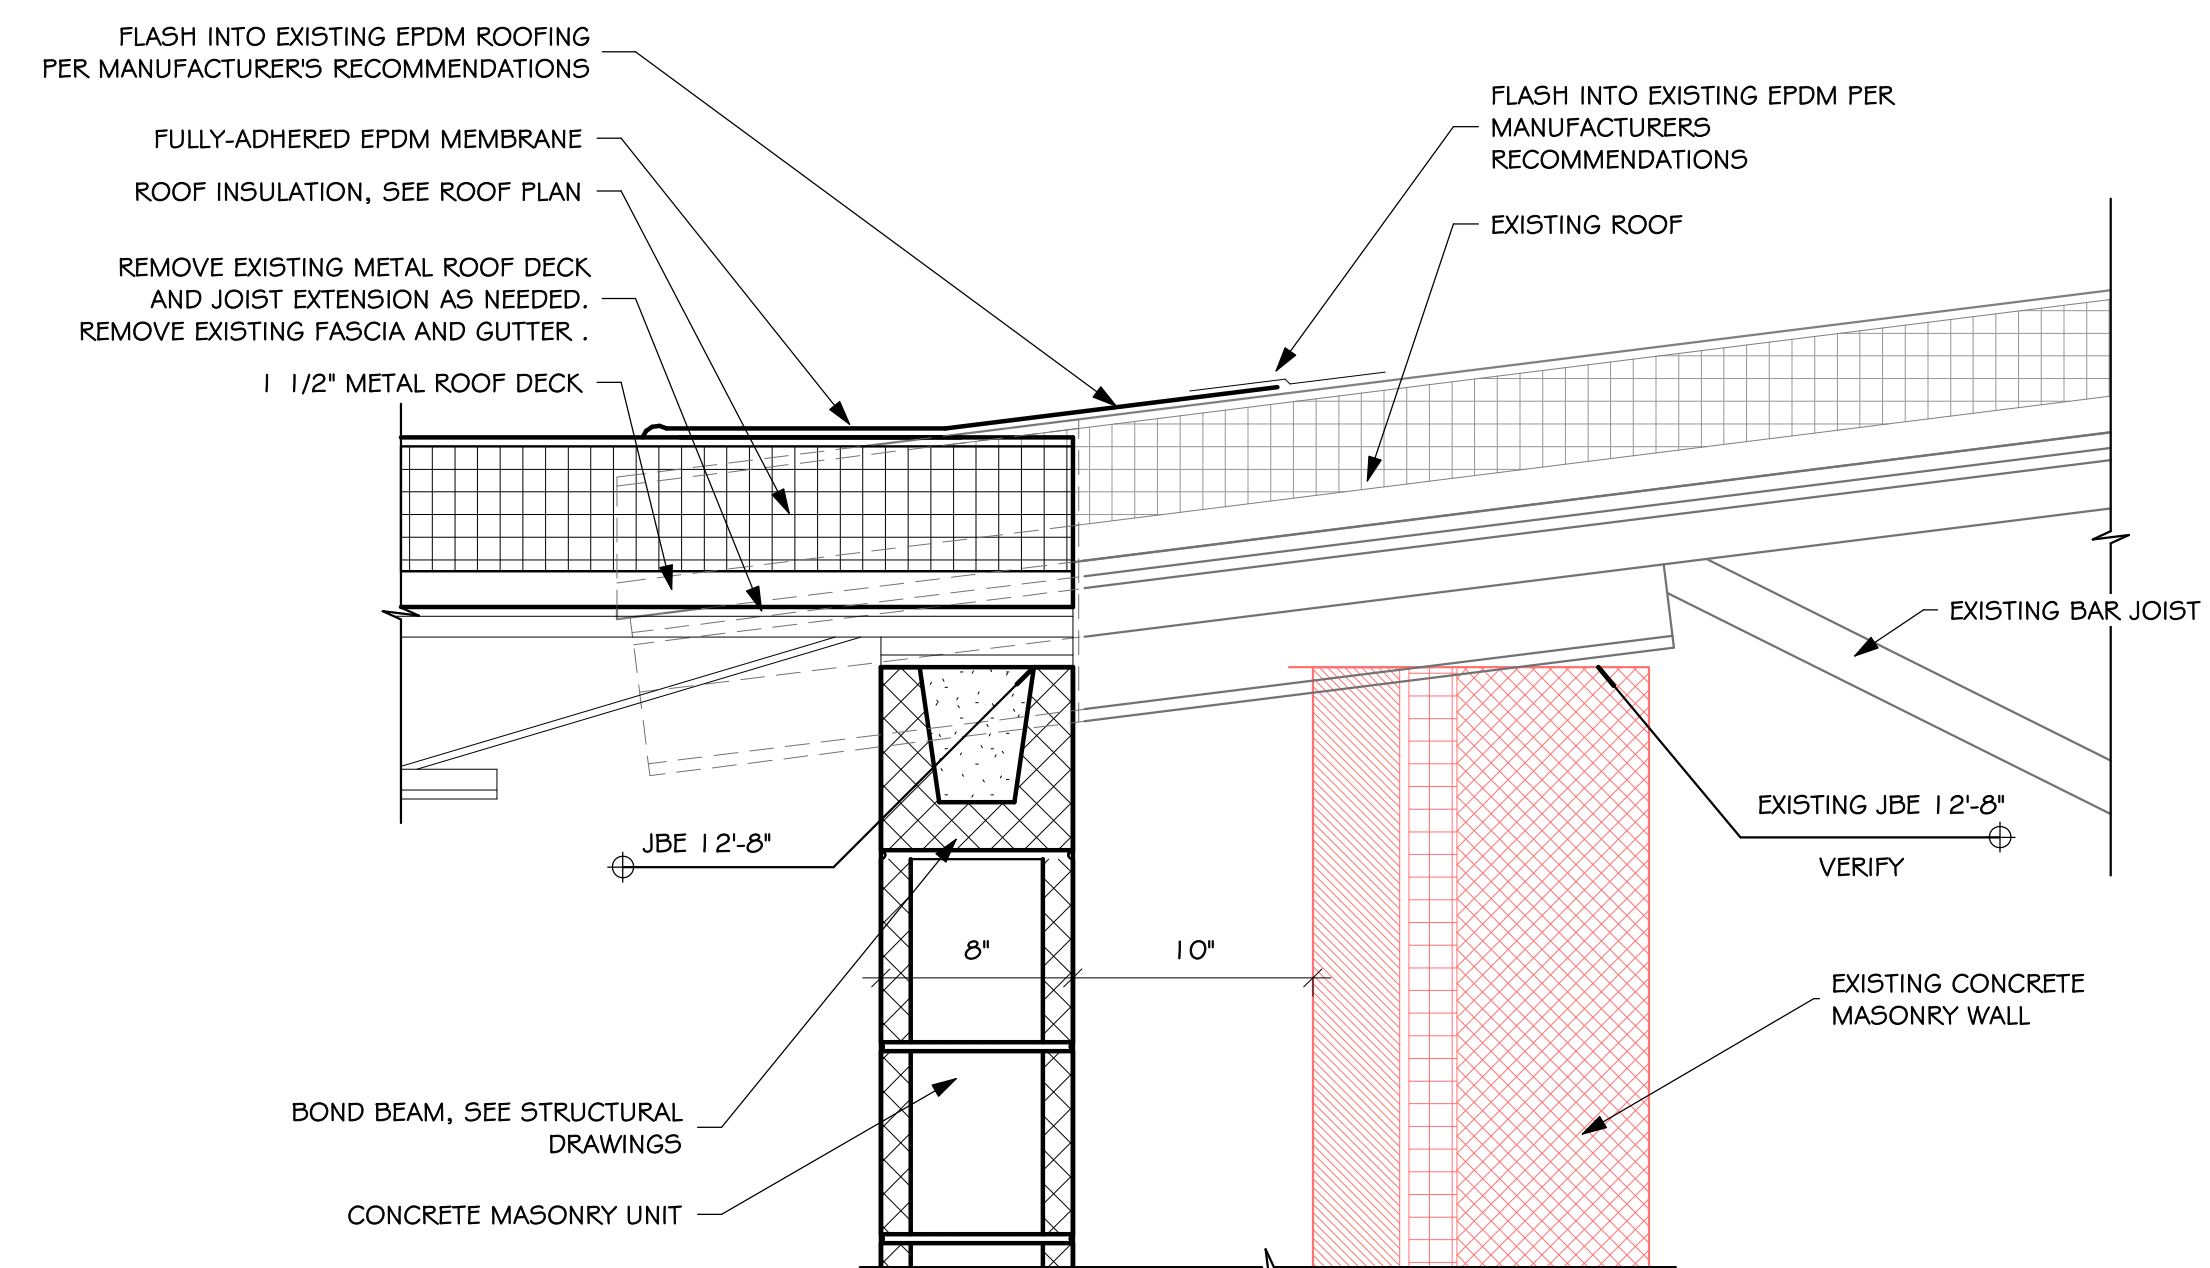 FLASH INTO EXISTING EPDM ROOFING
PER MANUFACTURER'S RECOMMENDATIONS
FULLY-ADHERED EPDM MEMBRANE
ROOF INSULATION, SEE ROOF PLAN
REMOVE EXISTING METAL ROOF DECK
AND JOIST EXTENSION AS NEEDED.
REMOVE EXISTING FASCIA AND GUTTER .
1 1/2" METAL ROOF DECK
FLASH INTO EXISTING EPDM PER
MANUFACTURERS
RECOMMENDATIONS
EXISTING ROOF
EXISTING BAR JOIST
EXISTING JBE 12'-8"
VERIFY
JBE 12'-8"
8"
10"
EXISTING CONCRETE
MASONRY WALL
BOND BEAM, SEE STRUCTURAL
DRAWINGS
CONCRETE MASONRY UNIT